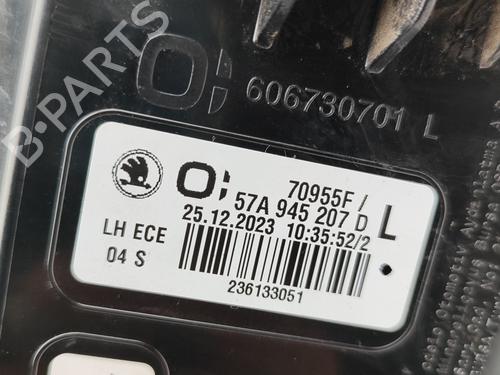 B-PARTS
606730701 L
70955F/
57A 945 207 D
L
25.12.2023 10:35:52/2
LH ECE
04 S
236133051